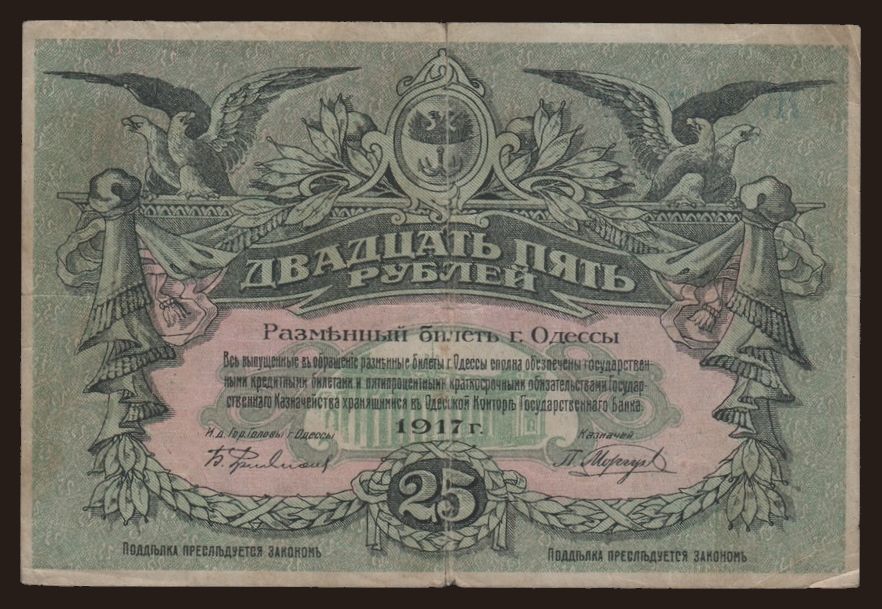 ДВАДЦАТЬ ПЯТЬ
РУБЛЕЙ
Размѣнный билетъ г. Одессы
Всѣ выпущенные въ обращеніе размѣнные билеты г. Одессы сполна обезпечены государствен-
ными кредитными билетами и пятипроцентными краткосрочными обязательствами Государ-
ственнаго Казначейства хранящимися въ Одесской Конторѣ Государственнаго Банка.
1917 г.
И. д. Гор. Головы г. Одессы
Казначей
25
ПОДДѢЛКА ПРЕСЛѢДУЕТСЯ ЗАКОНОМЪ
ПОДДѢЛКА ПРЕСЛѢДУЕТСЯ ЗАКОНОМЪ